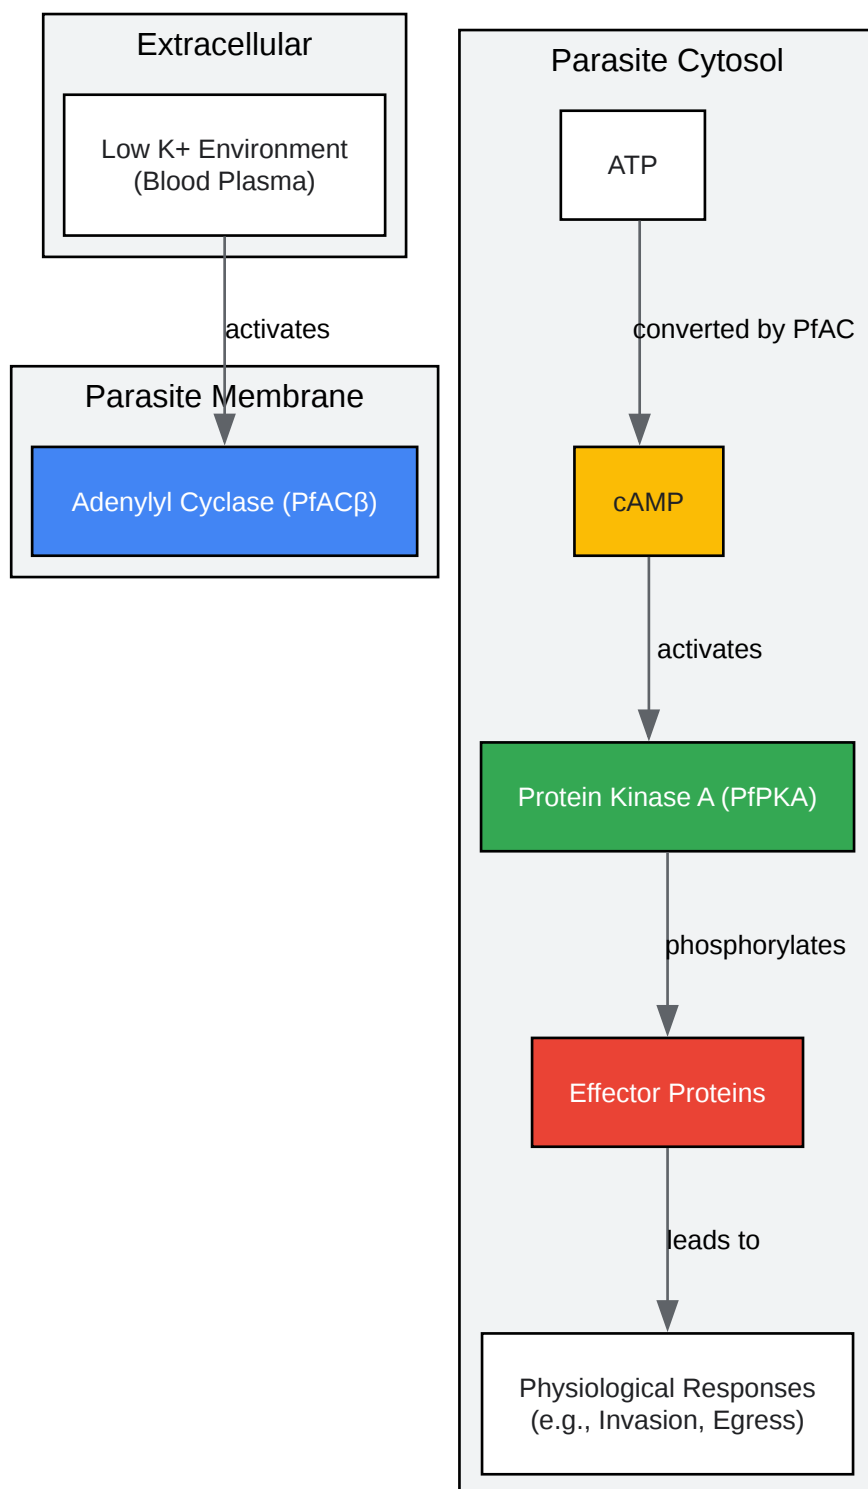 Extracellular
Low K+ Environment
(Blood Plasma)
activates
Parasite Membrane
Adenylyl Cyclase (PfACβ)
Parasite Cytosol
ATP
converted by PfAC
cAMP
activates
Protein Kinase A (PfPKA)
phosphorylates
Effector Proteins
leads to
Physiological Responses
(e.g., Invasion, Egress)